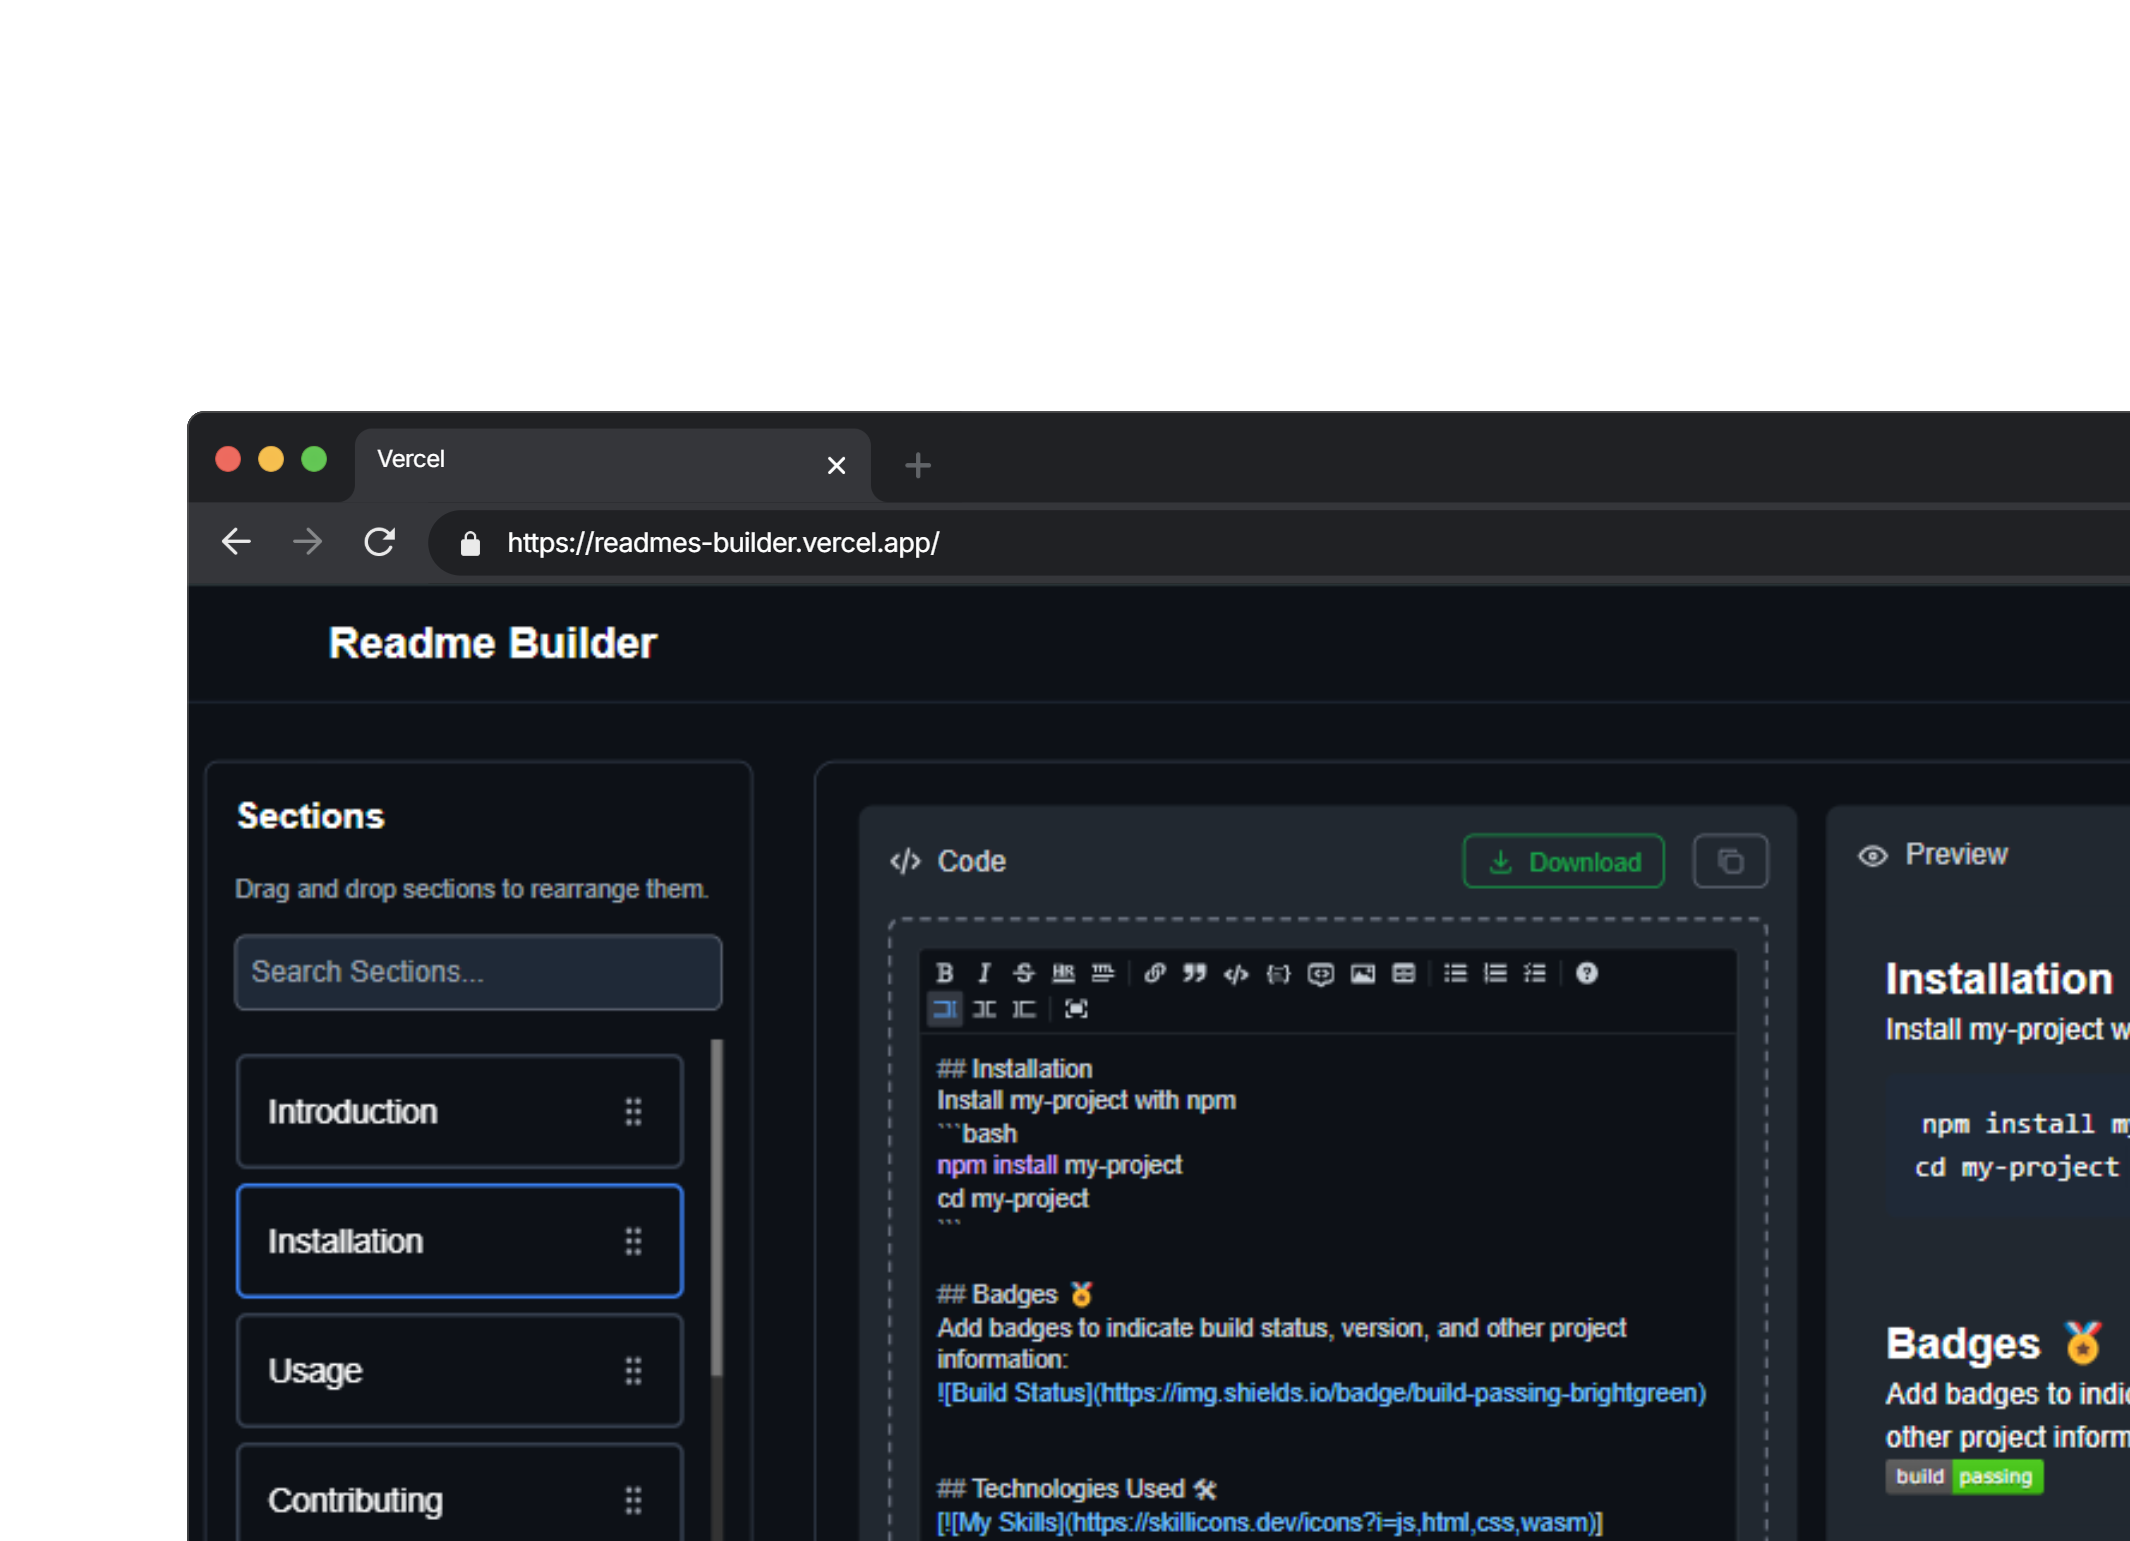 Vercel
https://readmes-builder.vercel.app/
Readme Builder
Sections
Drag and drop sections to rearrange them.
Search Sections...
Introduction
Installation
Usage
Contributing
Code
Download
## Installation
Install my-project with npm
```bash
npm install my-project
cd my-project
```
## Badges 🏅
Add badges to indicate build status, version, and other project
information:
![Build Status](https://img.shields.io/badge/build-passing-brightgreen)
## Technologies Used 🛠
[![My Skills](https://skillicons.dev/icons?i=js,html,css,wasm)]
Preview
Installation
Install my-project w
npm install my
cd my-project
Badges 🏅
Add badges to indic
other project inform
build passing